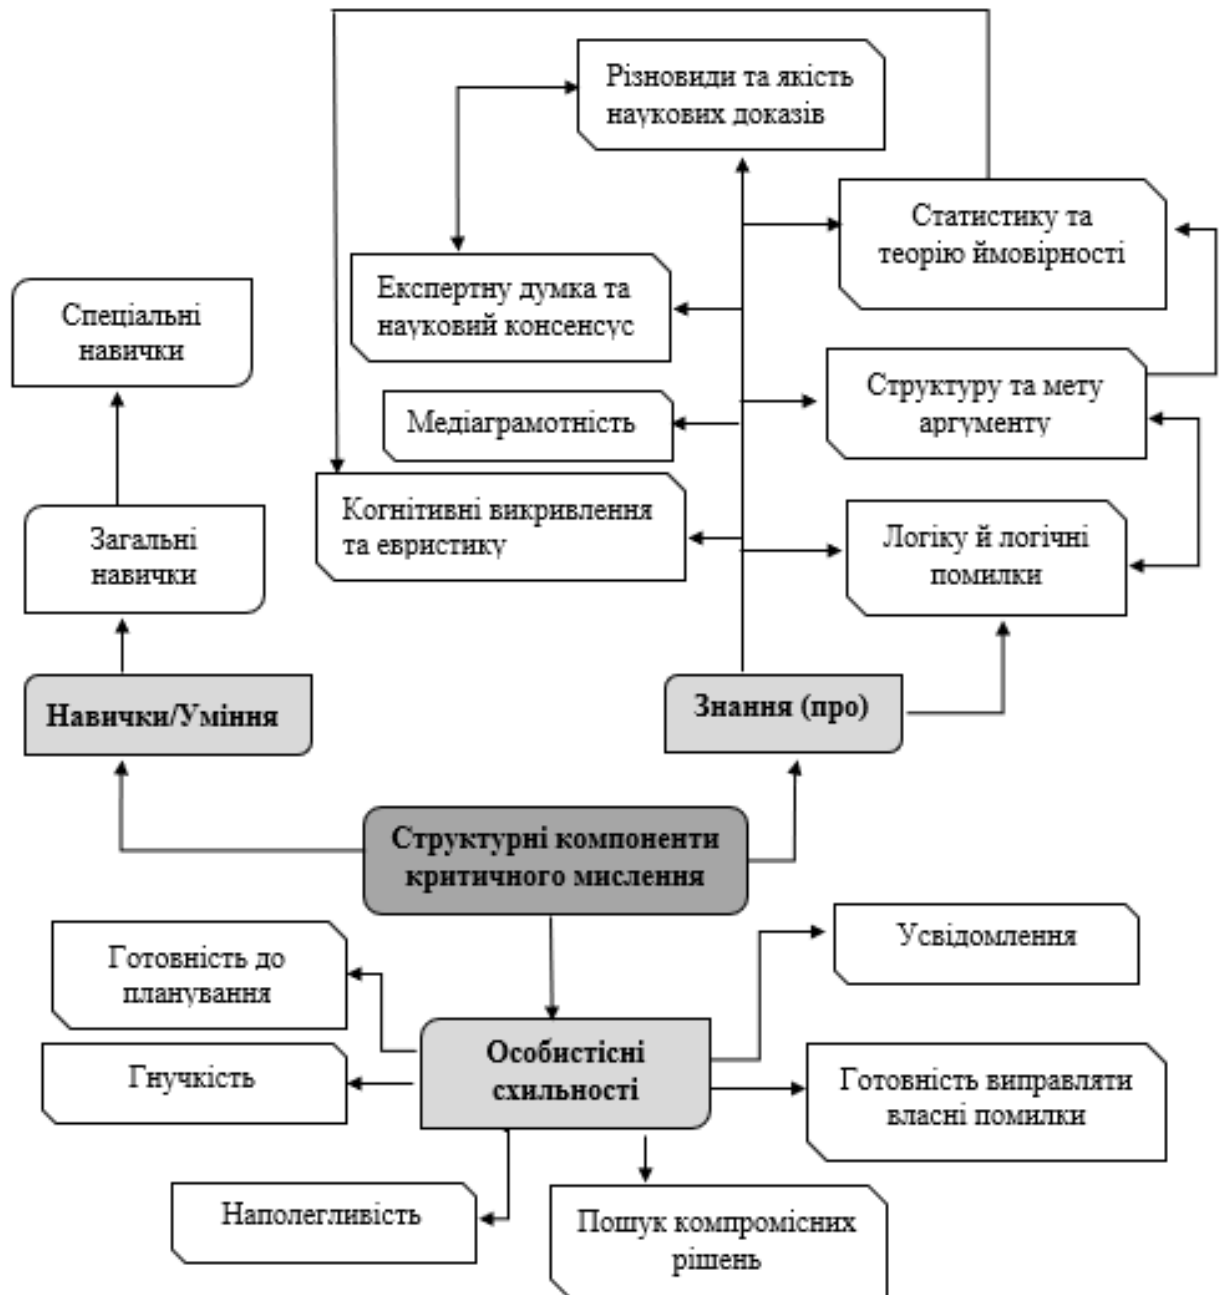 Різновиди та якість
наукових доказів
Статистику та
теорію ймовірності
Експертну думка та
науковий консенсус
Спеціальні
навички
Структуру та мету
аргументу
Медіаграмотність
Когнітивні викривлення
та евристику
Логіку й логічні
помилки
Загальні
навички
Навички/Уміння
Знання (про)
Структурні компоненти
критичного мислення
Усвідомлення
Готовність до
планування
Особистісні
схильності
Гнучкість
Готовність виправляти
власні помилки
Наполегливість
Пошук компромісних
рішень